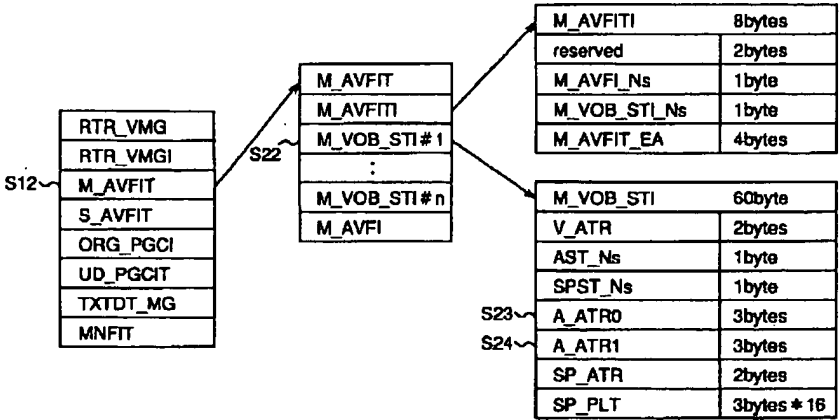 RTR_VMG
RTR_VMGI
S12 M_AVFIT
S_AVFIT
ORG_PGCI
UD_PGCIT
TXTDT_MG
MNFIT
M_AVFIT
M_AVFITI
S22 M_VOB_STI#1
:
M_VOB_STI#n
M_AVFI
M_AVFITI 8bytes
reserved 2bytes
M_AVFI_Ns 1byte
M_VOB_STI_Ns 1byte
M_AVFIT_EA 4bytes
M_VOB_STI 60byte
V_ATR 2bytes
AST_Ns 1byte
SPST_Ns 1byte
S23 A_ATR0 3bytes
S24 A_ATR1 3bytes
SP_ATR 2bytes
SP_PLT 3bytes*16